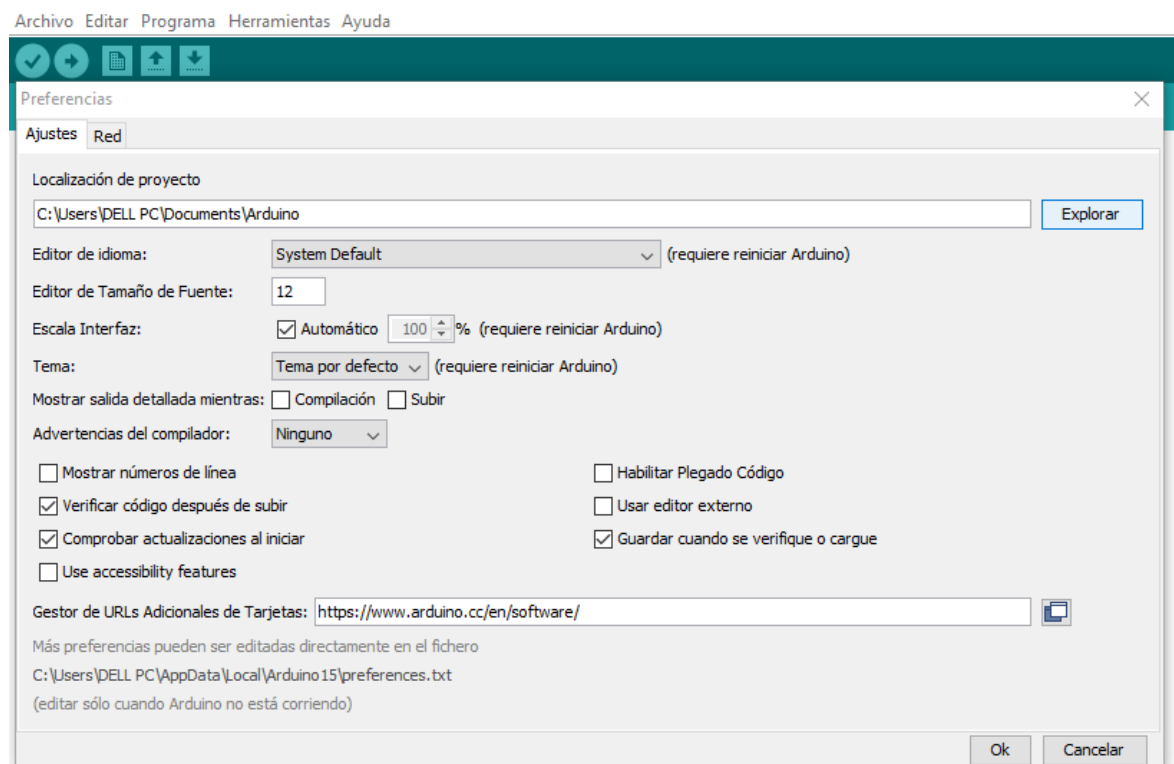 Archivo Editar Programa Herramientas Ayuda
Preferencias
Ajustes Red
Localización de proyecto
C:\Users\DELL PC\Documents\Arduino Explorar
Editor de idioma: System Default (requiere reiniciar Arduino)
Editor de Tamaño de Fuente: 12
Escala Interfaz: Automático 100 % (requiere reiniciar Arduino)
Tema: Tema por defecto (requiere reiniciar Arduino)
Mostrar salida detallada mientras: Compilación Subir
Advertencias del compilador: Ninguno
Mostrar números de línea Habilitar Plegado Código
Verificar código después de subir Usar editor externo
Comprobar actualizaciones al iniciar Guardar cuando se verifique o cargue
Use accessibility features
Gestor de URLs Adicionales de Tarjetas: https://www.arduino.cc/en/software/
Más preferencias pueden ser editadas directamente en el fichero
C:\Users\DELL PC\AppData\Local\Arduino15\preferences.txt
(editar sólo cuando Arduino no está corriendo)
Ok Cancelar